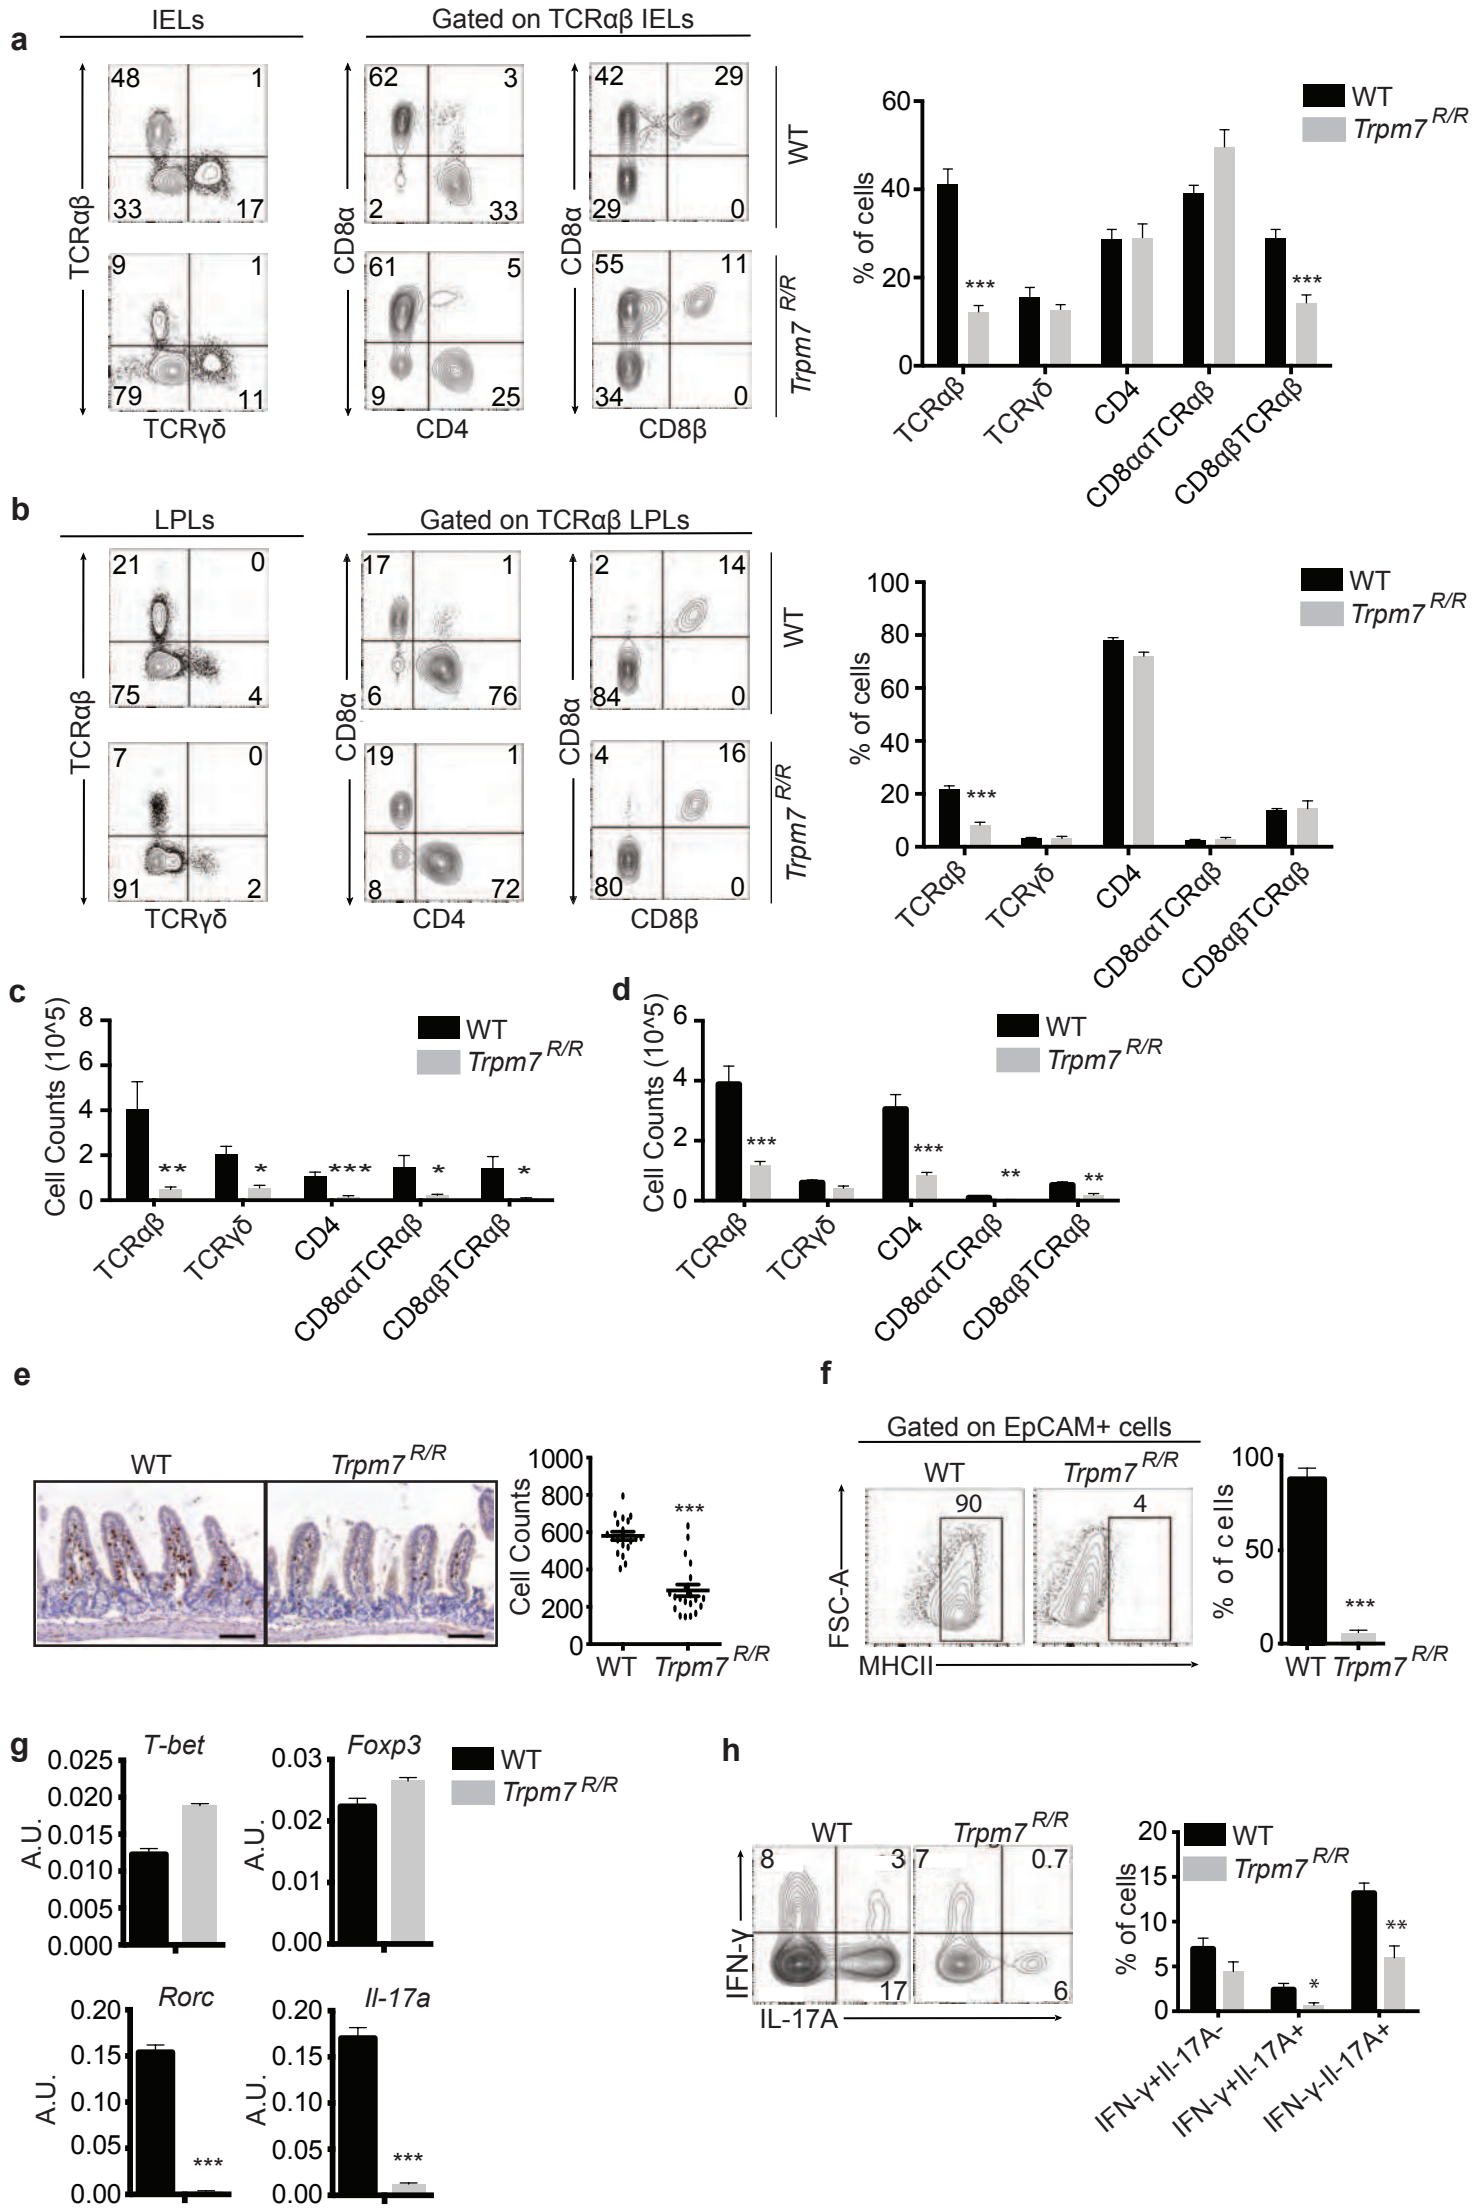 a
IELs
Gated on TCRαβ IELs
TCRαβ
48 1
33 17
9 1
79 11
TCRγδ
CD8α
62 3
2 33
61 5
9 25
CD4
CD8α
42 29
29 0
55 11
34 0
CD8β
WT
Trpm7 R/R
WT
Trpm7 R/R
% of cells
60
40
20
0
***
***
TCRαβ
TCRγδ
CD4
CD8ααTCRαβ
CD8αβTCRαβ
b
LPLs
Gated on TCRαβ LPLs
TCRαβ
21 0
75 4
7 0
91 2
TCRγδ
CD8α
17 1
6 76
19 1
8 72
CD4
CD8α
2 14
84 0
4 16
80 0
CD8β
WT
Trpm7 R/R
WT
Trpm7 R/R
% of cells
100
80
60
40
20
0
***
TCRαβ
TCRγδ
CD4
CD8ααTCRαβ
CD8αβTCRαβ
c
Cell Counts (10^5)
8
6
4
2
0
WT
Trpm7 R/R
** * *** * *
TCRαβ
TCRγδ
CD4
CD8ααTCRαβ
CD8αβTCRαβ
d
Cell Counts (10^5)
6
4
2
0
WT
Trpm7 R/R
*** *** ** **
TCRαβ
TCRγδ
CD4
CD8ααTCRαβ
CD8αβTCRαβ
e
WT Trpm7 R/R
Cell Counts
1000
800
600
400
200
0
***
WT Trpm7 R/R
f
Gated on EpCAM+ cells
WT Trpm7 R/R
90 4
FSC-A
MHCII
% of cells
100
50
0
***
WT Trpm7 R/R
g
T-bet
A.U.
0.025
0.020
0.015
0.010
0.005
0.000
Foxp3
A.U.
0.03
0.02
0.01
0.00
WT
Trpm7 R/R
Rorc
A.U.
0.20
0.15
0.10
0.05
0.00
***
Il-17a
A.U.
0.20
0.15
0.10
0.05
0.00
***
h
WT Trpm7 R/R
8 3 7 0.7
17 6
IFN-γ
IL-17A
% of cells
20
15
10
5
0
WT
Trpm7 R/R
*
**
IFN-γ+Il-17A-
IFN-γ+Il-17A+
IFN-γ-Il-17A+